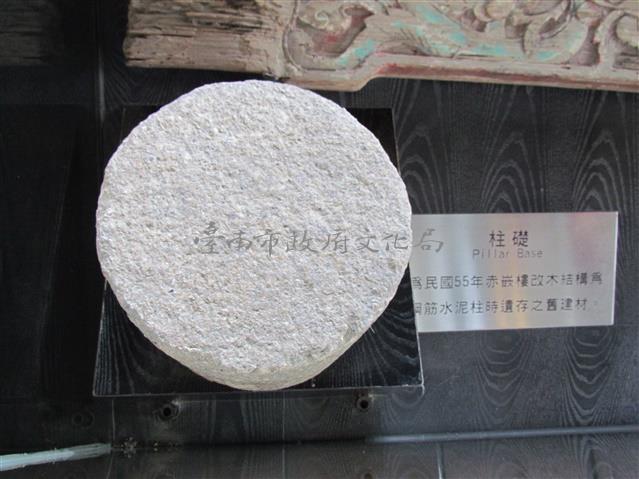 柱礎
Pillar Base
為民國55年赤嵌樓改木結構為
鋼筋水泥柱時遺存之舊建材。
臺南市政府文化局